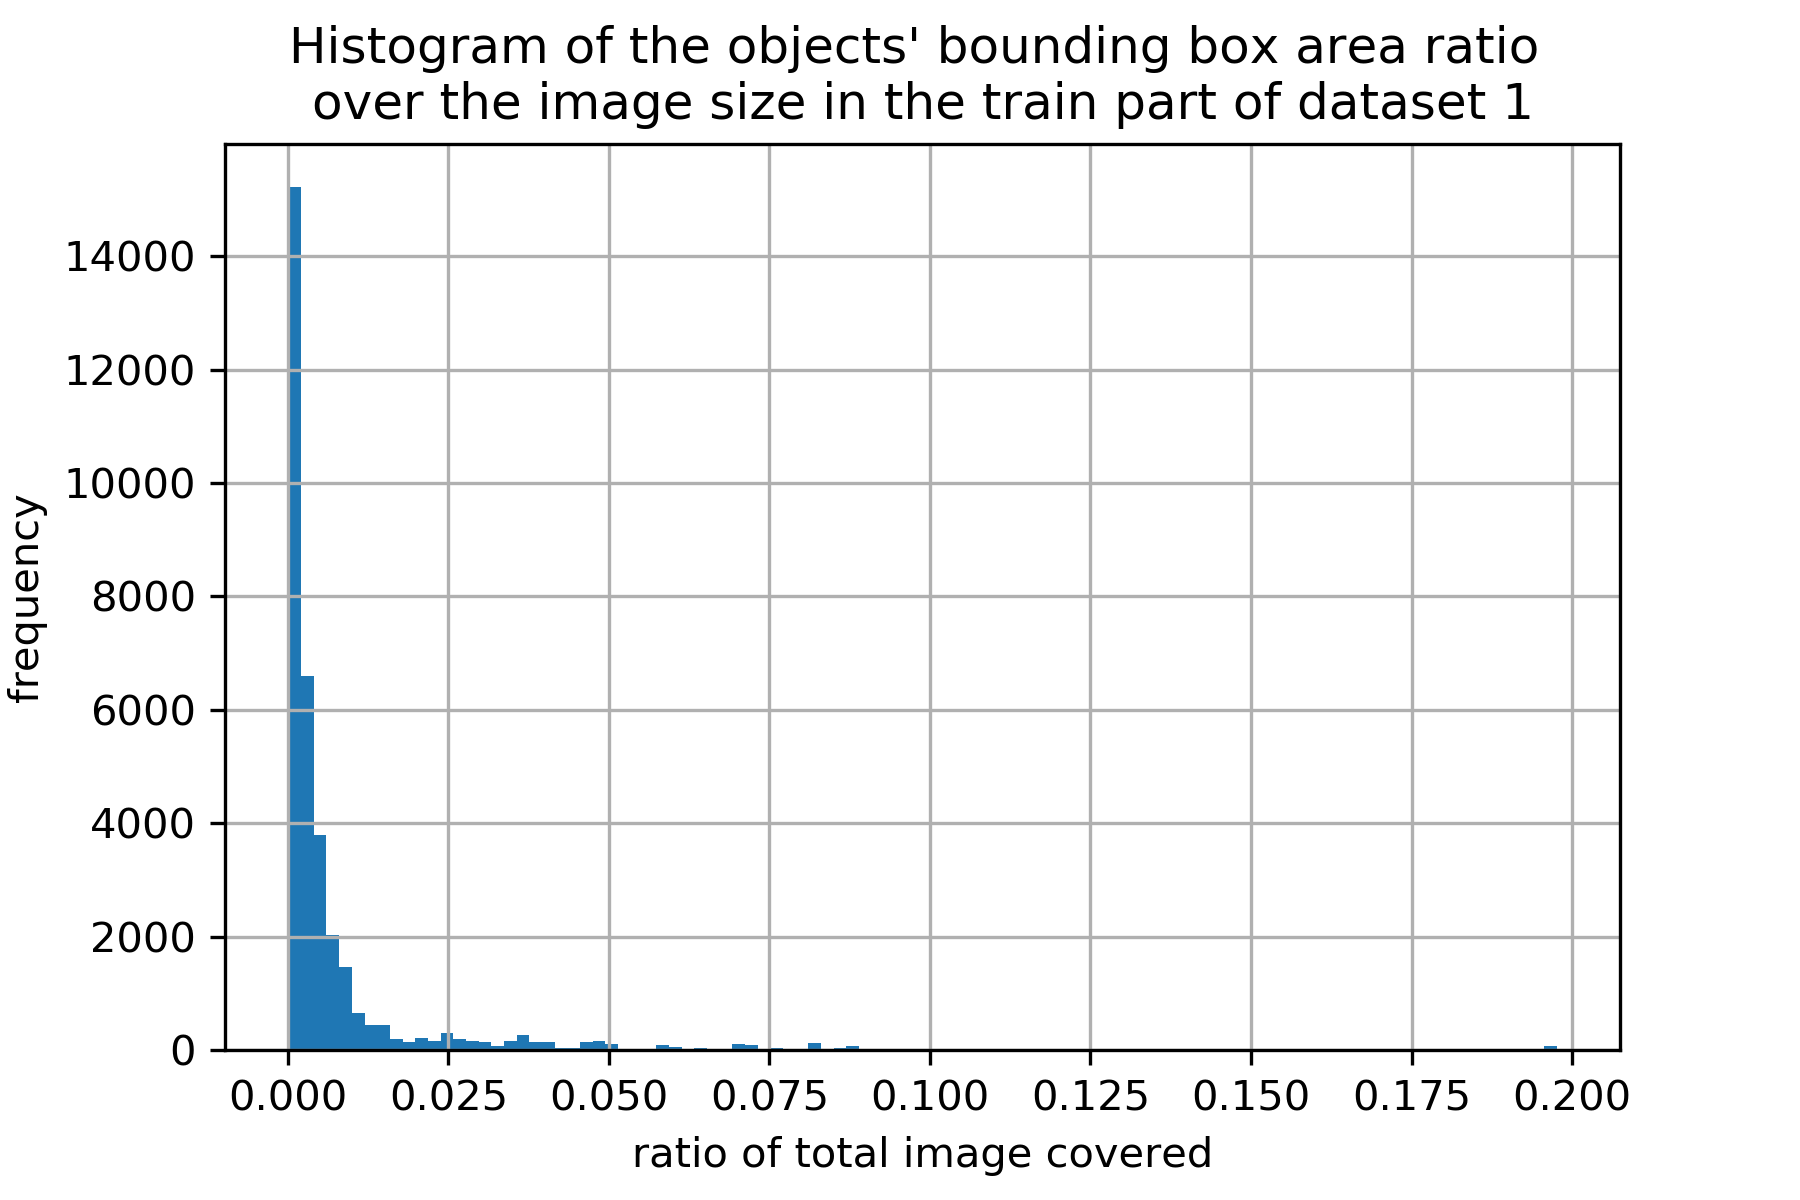 Histogram of the objects' bounding box area ratio
over the image size in the train part of dataset 1
14000
12000
10000
8000
6000
4000
2000
0
frequency
0.000 0.025 0.050 0.075 0.100 0.125 0.150 0.175 0.200
ratio of total image covered